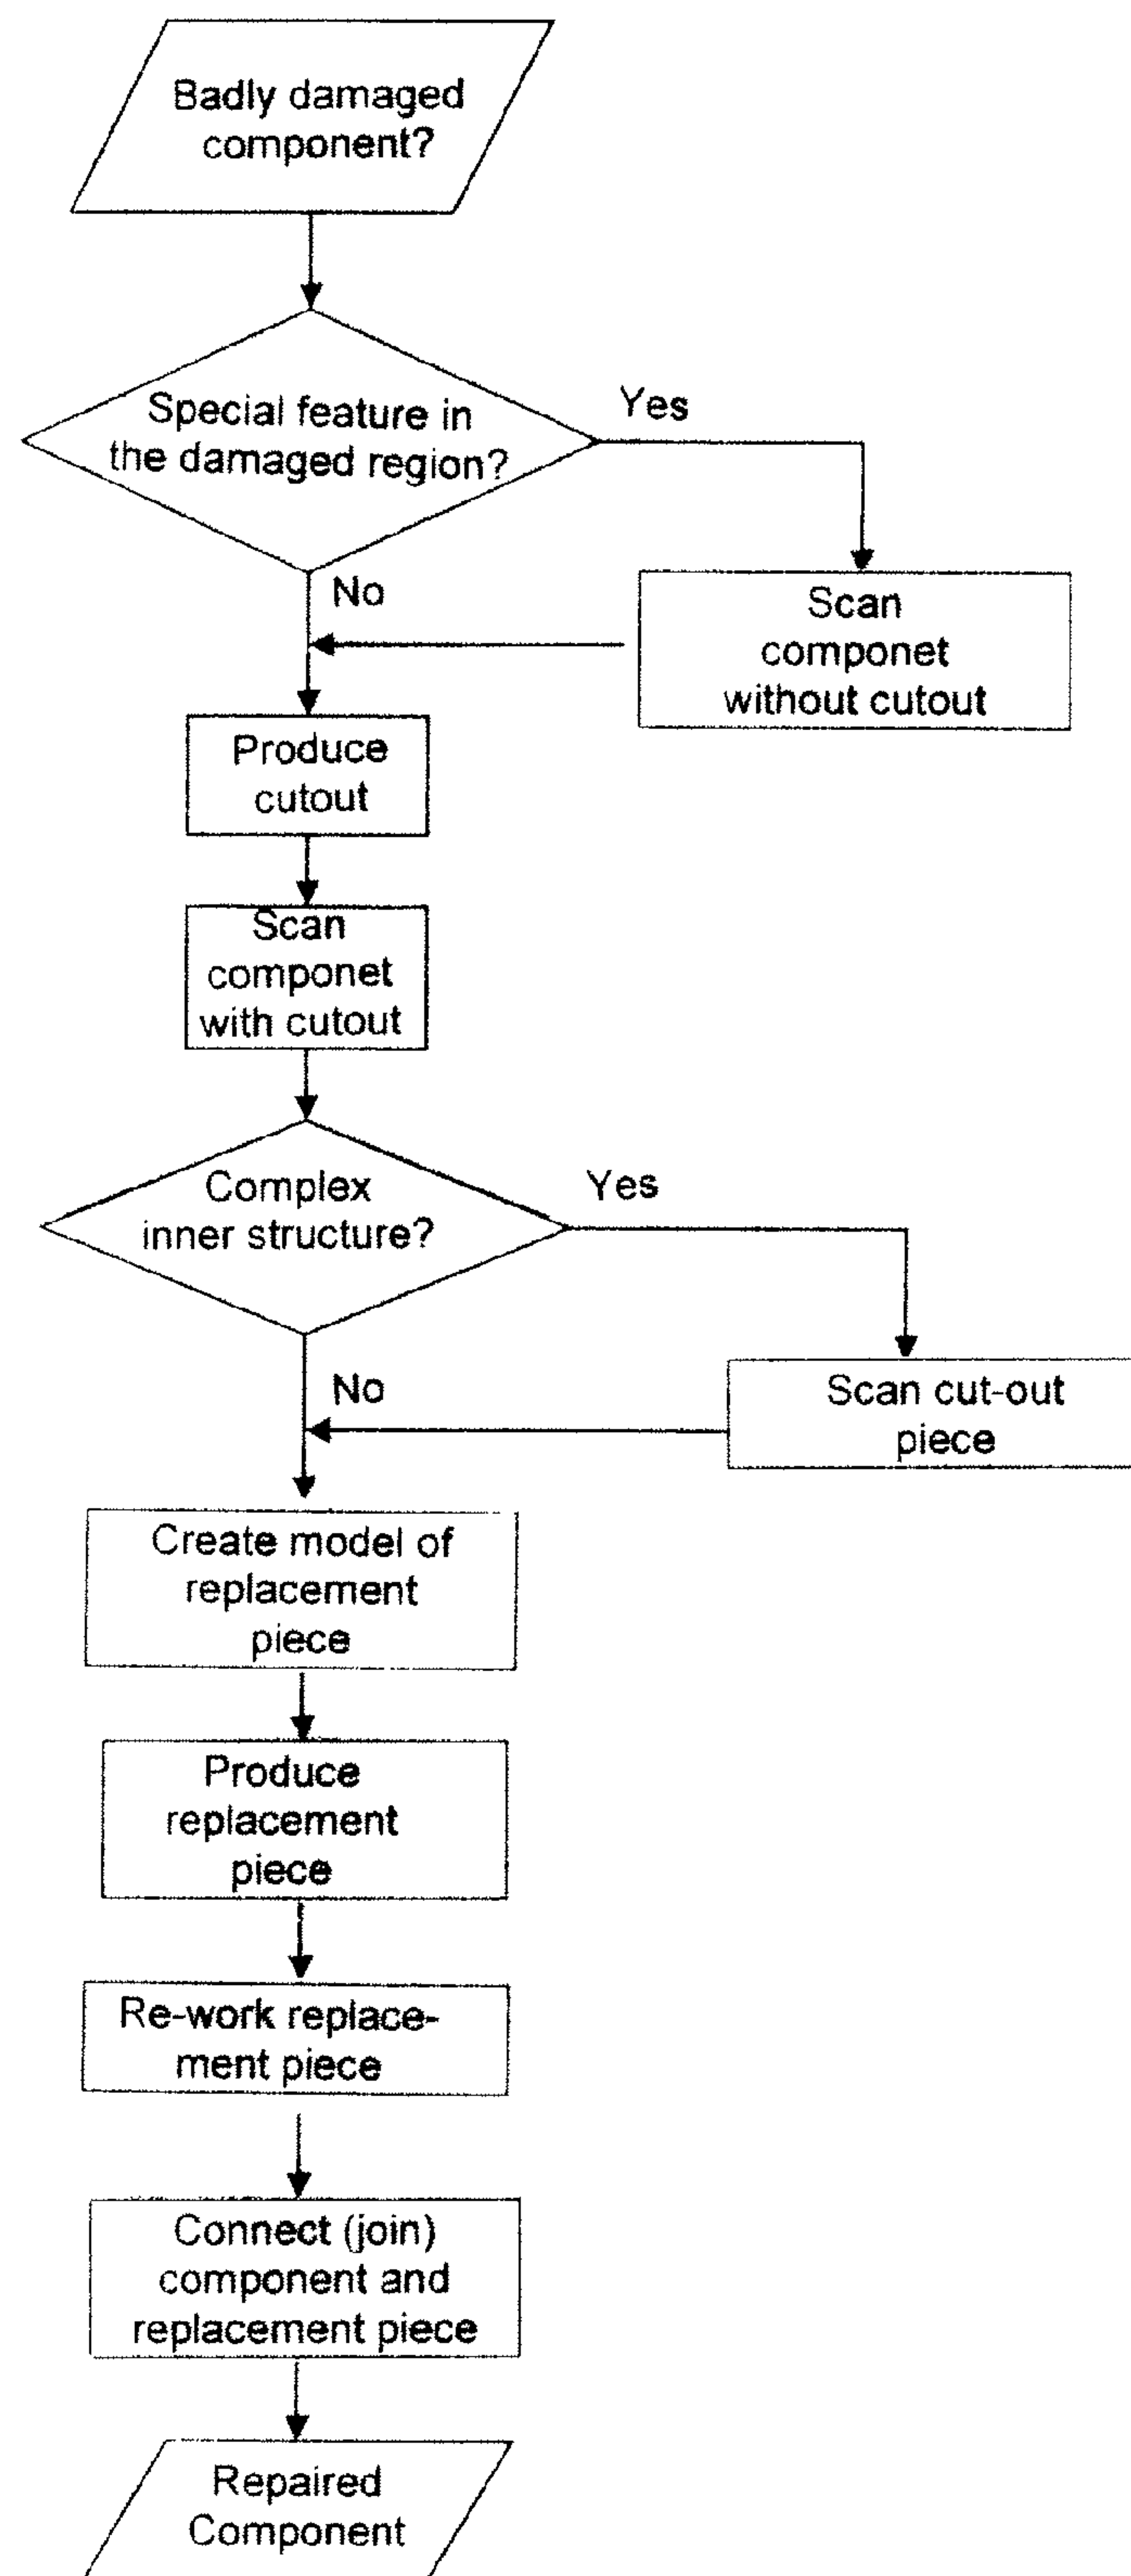 Badly damaged
component?
Special feature in
the damaged region?
Yes
No
Scan
componet
without cutout
Produce
cutout
Scan
componet
with cutout
Complex
inner structure?
Yes
No
Scan cut-out
piece
Create model of
replacement
piece
Produce
replacement
piece
Re-work replace-
ment piece
Connect (join)
component and
replacement piece
Repaired
Component